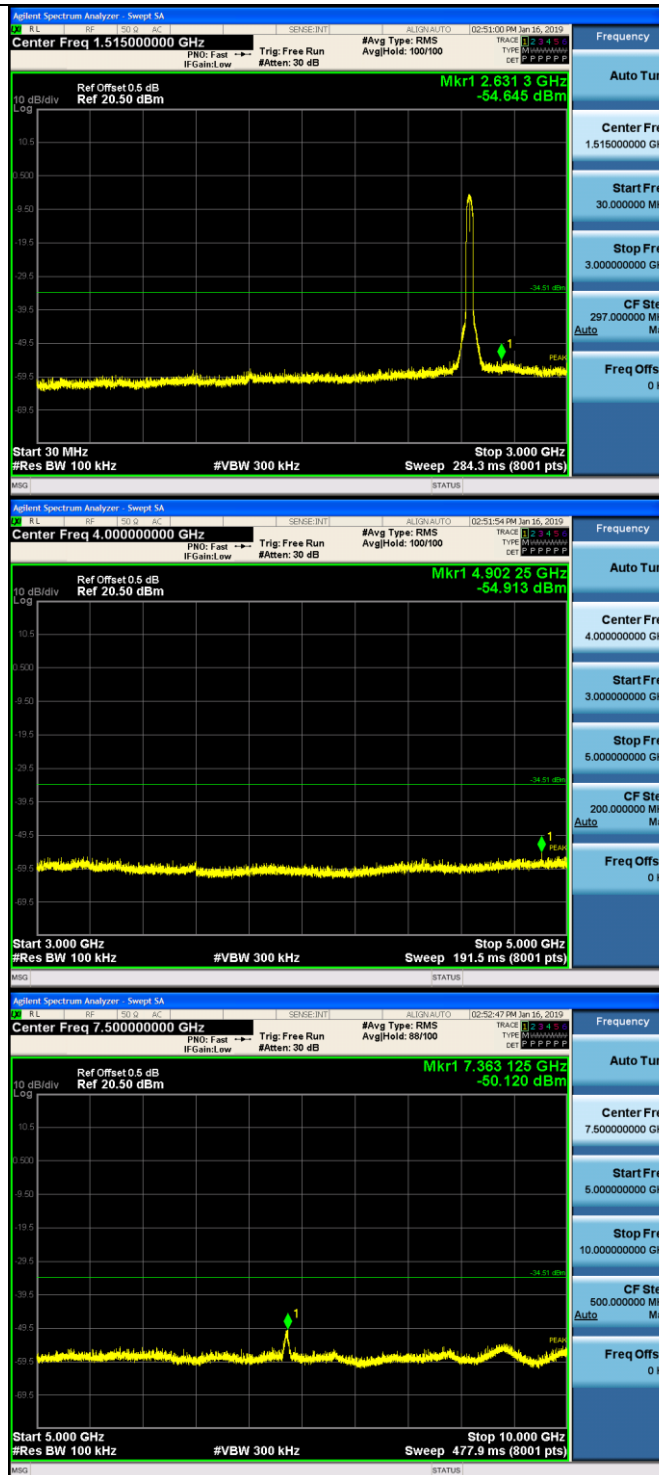 Agilent Spectrum Analyzer - Swept SA
RL RF 50 Ω AC SENSE:INT ALIGNAUTO 02:51:00 PM Jan 16, 2019
Center Freq 1.515000000 GHz #Avg Type: RMS TRACE 1 2 3 4 5 6 Frequency
PNO: Fast Trig: Free Run Avg|Hold: 100/100 TYPE M
IFGain:Low #Atten: 30 dB DET P P P P P P
Auto Tu
Mkr1 2.631 3 GHz
Ref Offset 0.5 dB
10 dB/div Ref 20.50 dBm -54.645 dBm
Log
Center Fre
10.5 1.515000000 G
0.500
Start Fre
-9.50 30.000000 M
-19.5
Stop Fre
-29.5 3.000000000 G
-34.51 dBm
-39.5 CF Ste
297.000000 M
Auto M
-49.5
1
PEAK Freq Offs
-59.5 0
-69.5
Start 30 MHz Stop 3.000 GHz
#Res BW 100 kHz #VBW 300 kHz Sweep 284.3 ms (8001 pts)
MSG STATUS
Agilent Spectrum Analyzer - Swept SA
RL RF 50 Ω AC SENSE:INT ALIGNAUTO 02:51:54 PM Jan 16, 2019
Center Freq 4.000000000 GHz #Avg Type: RMS TRACE 1 2 3 4 5 6 Frequency
PNO: Fast Trig: Free Run Avg|Hold: 100/100 TYPE M
IFGain:Low #Atten: 30 dB DET P P P P P P
Auto Tu
Mkr1 4.902 25 GHz
Ref Offset 0.5 dB
10 dB/div Ref 20.50 dBm -54.913 dBm
Log
Center Fre
10.5 4.000000000 G
0.500
Start Fre
-9.50 3.000000000 G
-19.5
Stop Fre
-29.5 5.000000000 G
-34.51 dBm
-39.5 CF Ste
200.000000 M
Auto M
-49.5
1
PEAK Freq Offs
-59.5 0
-69.5
Start 3.000 GHz Stop 5.000 GHz
#Res BW 100 kHz #VBW 300 kHz Sweep 191.5 ms (8001 pts)
MSG STATUS
Agilent Spectrum Analyzer - Swept SA
RL RF 50 Ω AC SENSE:INT ALIGNAUTO 02:52:47 PM Jan 16, 2019
Center Freq 7.500000000 GHz #Avg Type: RMS TRACE 1 2 3 4 5 6 Frequency
PNO: Fast Trig: Free Run Avg|Hold: 88/100 TYPE M
IFGain:Low #Atten: 30 dB DET P P P P P P
Auto Tu
Mkr1 7.363 125 GHz
Ref Offset 0.5 dB
10 dB/div Ref 20.50 dBm -50.120 dBm
Log
Center Fre
10.5 7.500000000 G
0.500
Start Fre
-9.50 5.000000000 G
-19.5
Stop Fre
-29.5 10.000000000 G
-34.51 dBm
-39.5 CF Ste
500.000000 M
Auto M
-49.5
1
PEAK Freq Offs
-59.5 0
-69.5
Start 5.000 GHz Stop 10.000 GHz
#Res BW 100 kHz #VBW 300 kHz Sweep 477.9 ms (8001 pts)
MSG STATUS